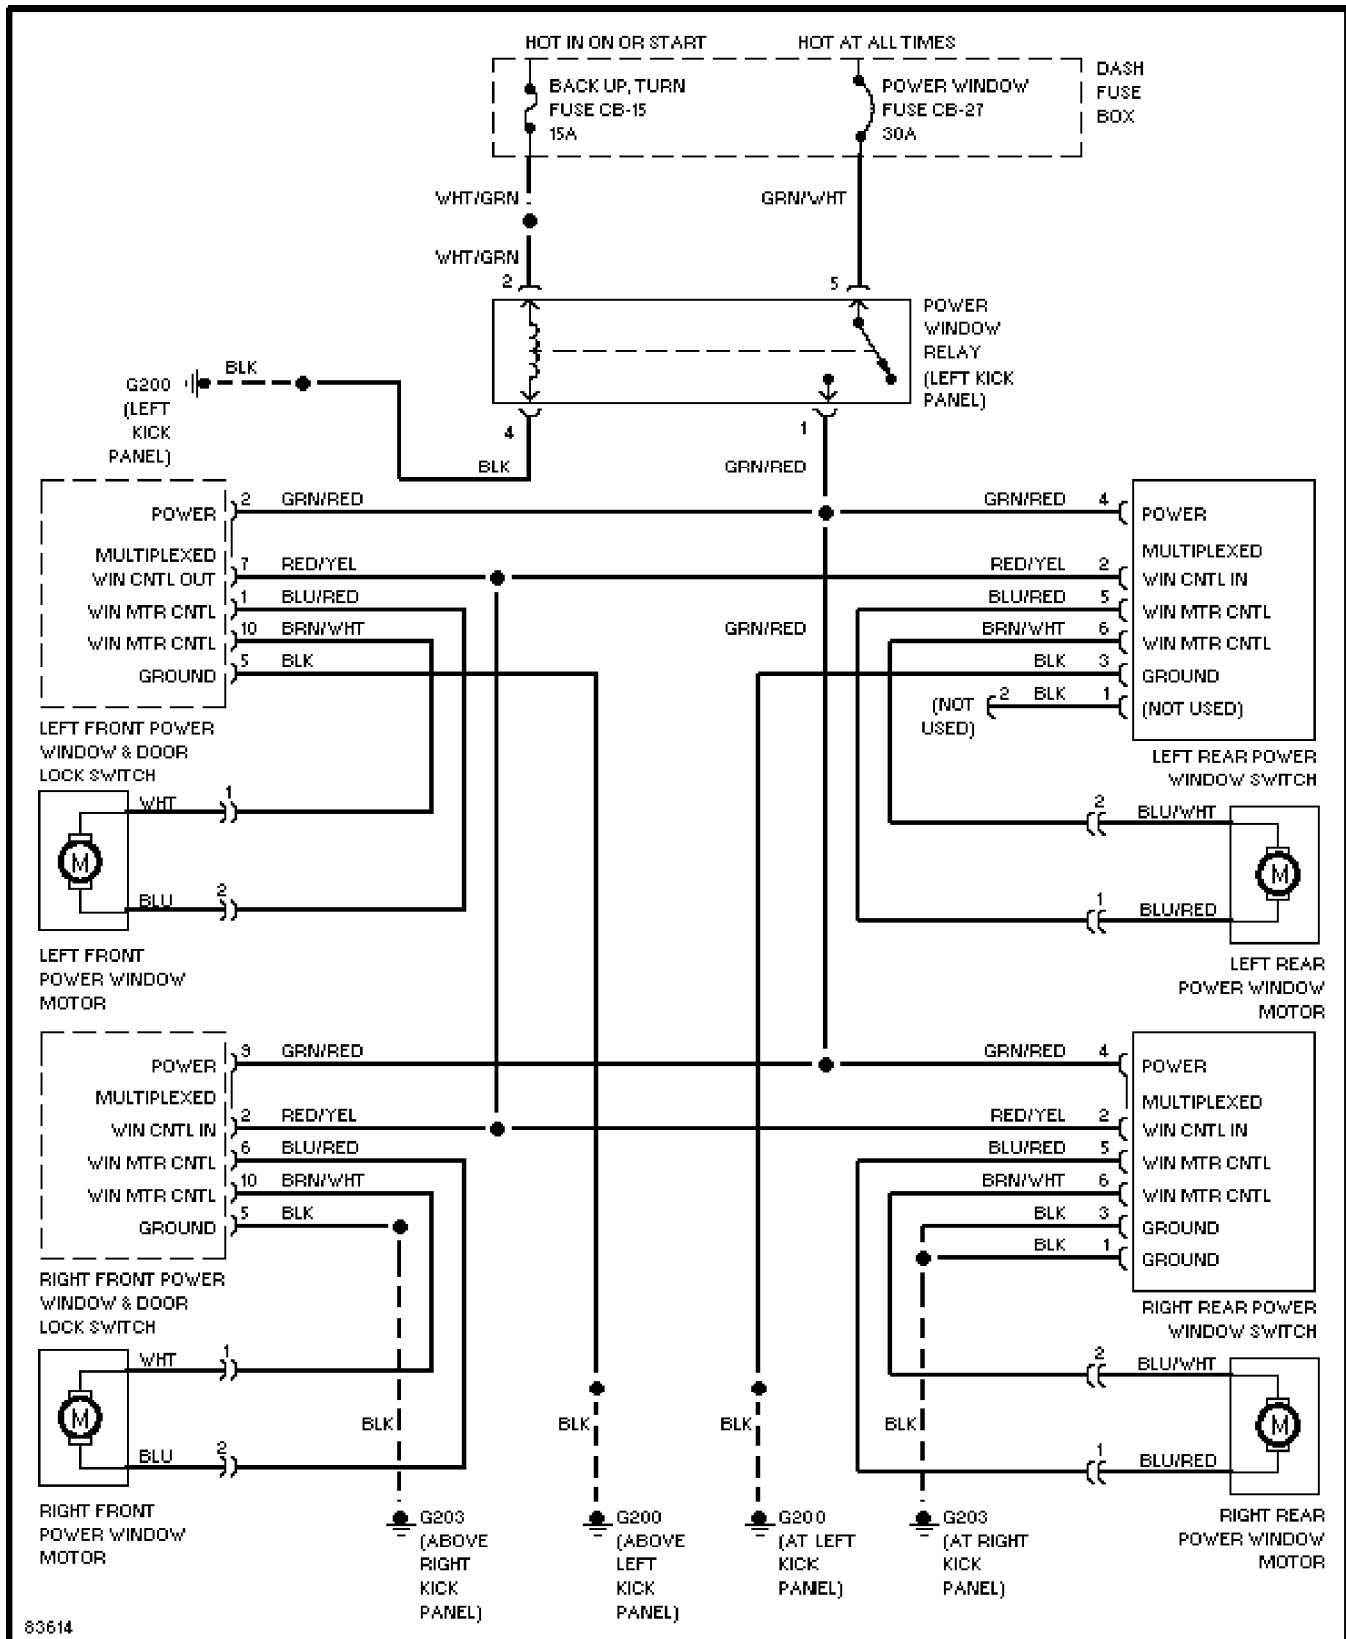 HOT IN ON OR START
HOT AT ALL TIMES
BACK UP, TURN
FUSE CB-15
15A
POWER WINDOW
FUSE CB-27
30A
DASH
FUSE
BOX
WHT/GRN
GRN/WHT
WHT/GRN
2
5
POWER
WINDOW
RELAY
(LEFT KICK
PANEL)
BLK
G200
(LEFT
KICK
PANEL)
4
1
BLK
GRN/RED
POWER
2 GRN/RED
MULTIPLEXED
WIN CNTL OUT
7 RED/YEL
WIN MTR CNTL
1 BLU/RED
WIN MTR CNTL
10 BRN/WHT
GROUND
5 BLK
LEFT FRONT POWER
WINDOW & DOOR
LOCK SWITCH
GRN/RED
GRN/RED 4
POWER
MULTIPLEXED
RED/YEL 2
WIN CNTL IN
BLU/RED 5
WIN MTR CNTL
BRN/WHT 6
WIN MTR CNTL
BLK 3
GROUND
(NOT
USED)
2 BLK 1
(NOT USED)
LEFT REAR POWER
WINDOW SWITCH
WHT 1
M
BLU 2
LEFT FRONT
POWER WINDOW
MOTOR
2 BLU/WHT
M
1 BLU/RED
LEFT REAR
POWER WINDOW
MOTOR
POWER
9 GRN/RED
MULTIPLEXED
WIN CNTL IN
2 RED/YEL
WIN MTR CNTL
6 BLU/RED
WIN MTR CNTL
10 BRN/WHT
GROUND
5 BLK
RIGHT FRONT POWER
WINDOW & DOOR
LOCK SWITCH
GRN/RED 4
POWER
MULTIPLEXED
RED/YEL 2
WIN CNTL IN
BLU/RED 5
WIN MTR CNTL
BRN/WHT 6
WIN MTR CNTL
BLK 3
GROUND
BLK 1
GROUND
RIGHT REAR POWER
WINDOW SWITCH
WHT 1
M
BLU 2
RIGHT FRONT
POWER WINDOW
MOTOR
2 BLU/WHT
M
1 BLU/RED
RIGHT REAR
POWER WINDOW
MOTOR
BLK
BLK
BLK
BLK
G203
(ABOVE
RIGHT
KICK
PANEL)
G200
(ABOVE
LEFT
KICK
PANEL)
G200
(AT LEFT
KICK
PANEL)
G203
(AT RIGHT
KICK
PANEL)
83614